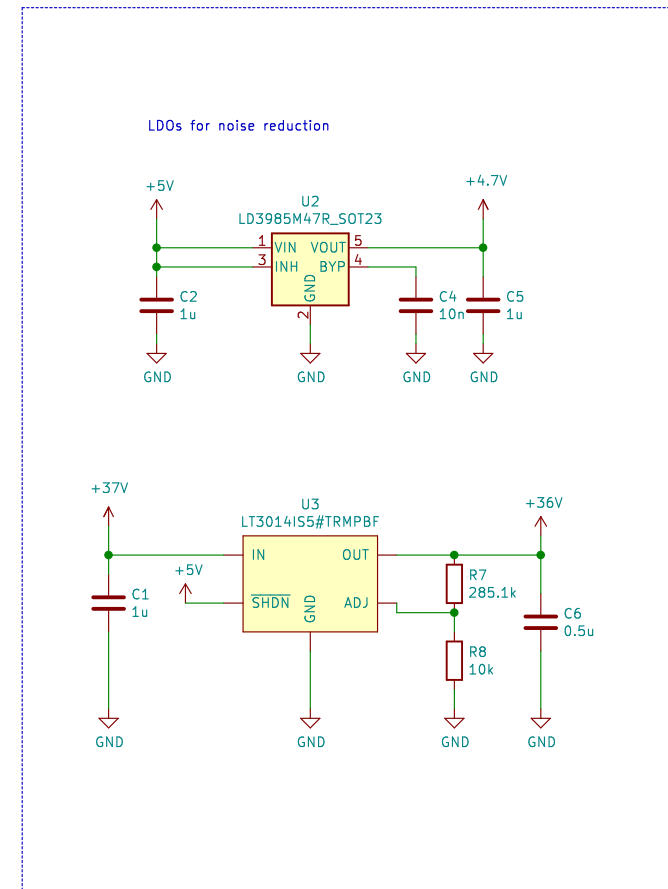 LDOs for noise reduction
+5V
U2
LD3985M47R_SOT23
+4.7V
1 VIN VOUT 5
3 INH BYP 4
GND
2
C2
1u
C4
10n
C5
1u
GND
GND
GND
GND
+37V
U3
LT3014IS5#TRMPBF
+36V
IN OUT
+5V
SHDN ADJ
GND
C1
1u
R7
285.1k
C6
0.5u
R8
10k
GND
GND
GND
GND